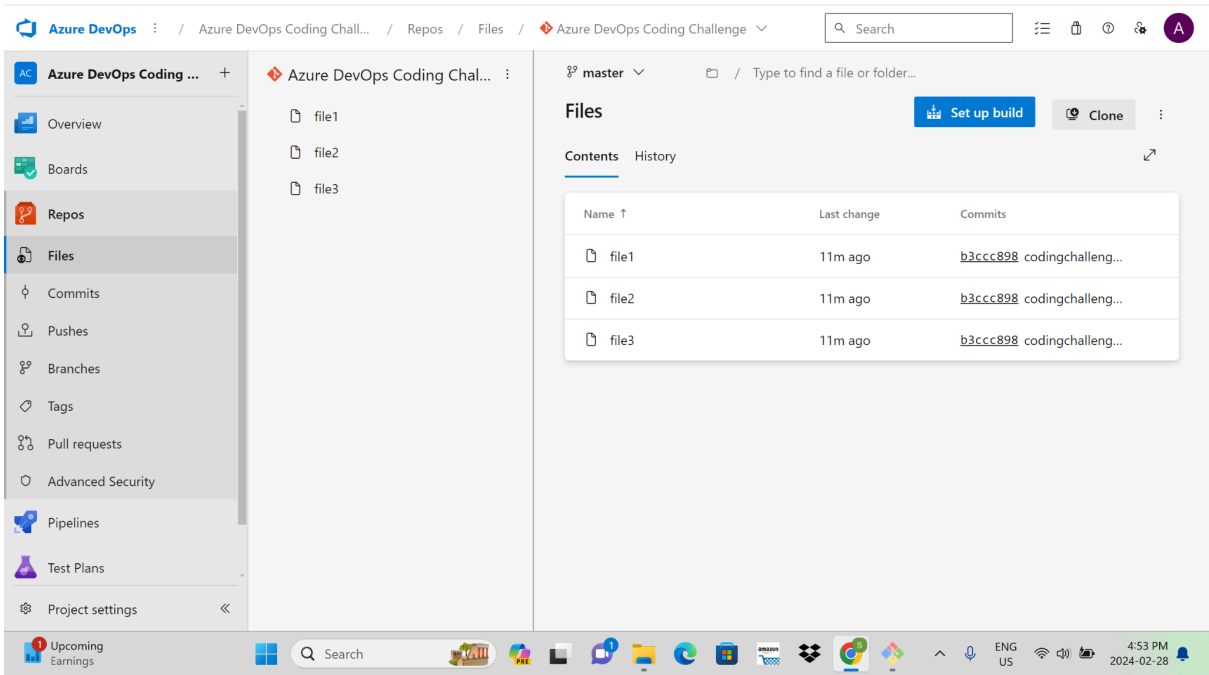 Azure DevOps / Azure DevOps Coding Chall... / Repos / Files / Azure DevOps Coding Challenge
Search
A
AC Azure DevOps Coding ... +
Overview
Boards
Repos
Files
Commits
Pushes
Branches
Tags
Pull requests
Advanced Security
Pipelines
Test Plans
Project settings
Azure DevOps Coding Chal...
file1
file2
file3
master
/ Type to find a file or folder...
Files
Set up build
Clone
Contents History
Name ↑ Last change Commits
file1 11m ago b3ccc898 codingchalleng...
file2 11m ago b3ccc898 codingchalleng...
file3 11m ago b3ccc898 codingchalleng...
1
Upcoming
Earnings
Search
PRE
1
amazon
S
ENG
US
4:53 PM
2024-02-28